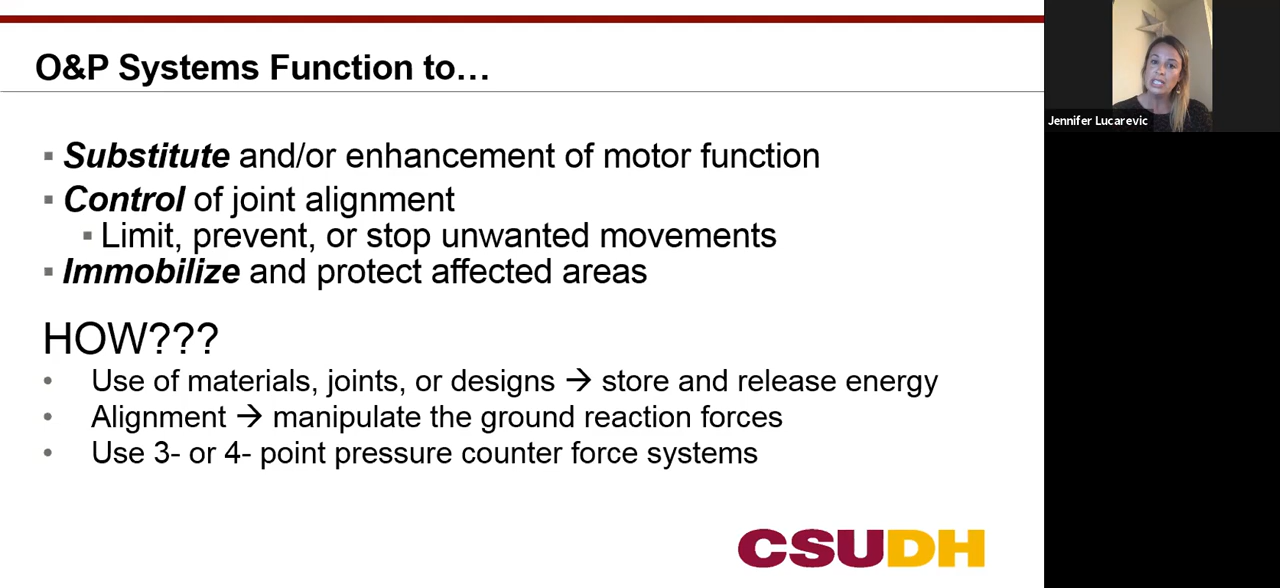 O&P Systems Function to…
Substitute and/or enhancement of motor function
Control of joint alignment
Limit, prevent, or stop unwanted movements
Immobilize and protect affected areas
HOW???
Use of materials, joints, or designs → store and release energy
Alignment → manipulate the ground reaction forces
Use 3- or 4- point pressure counter force systems
CSUDH
Jennifer Lucarevic